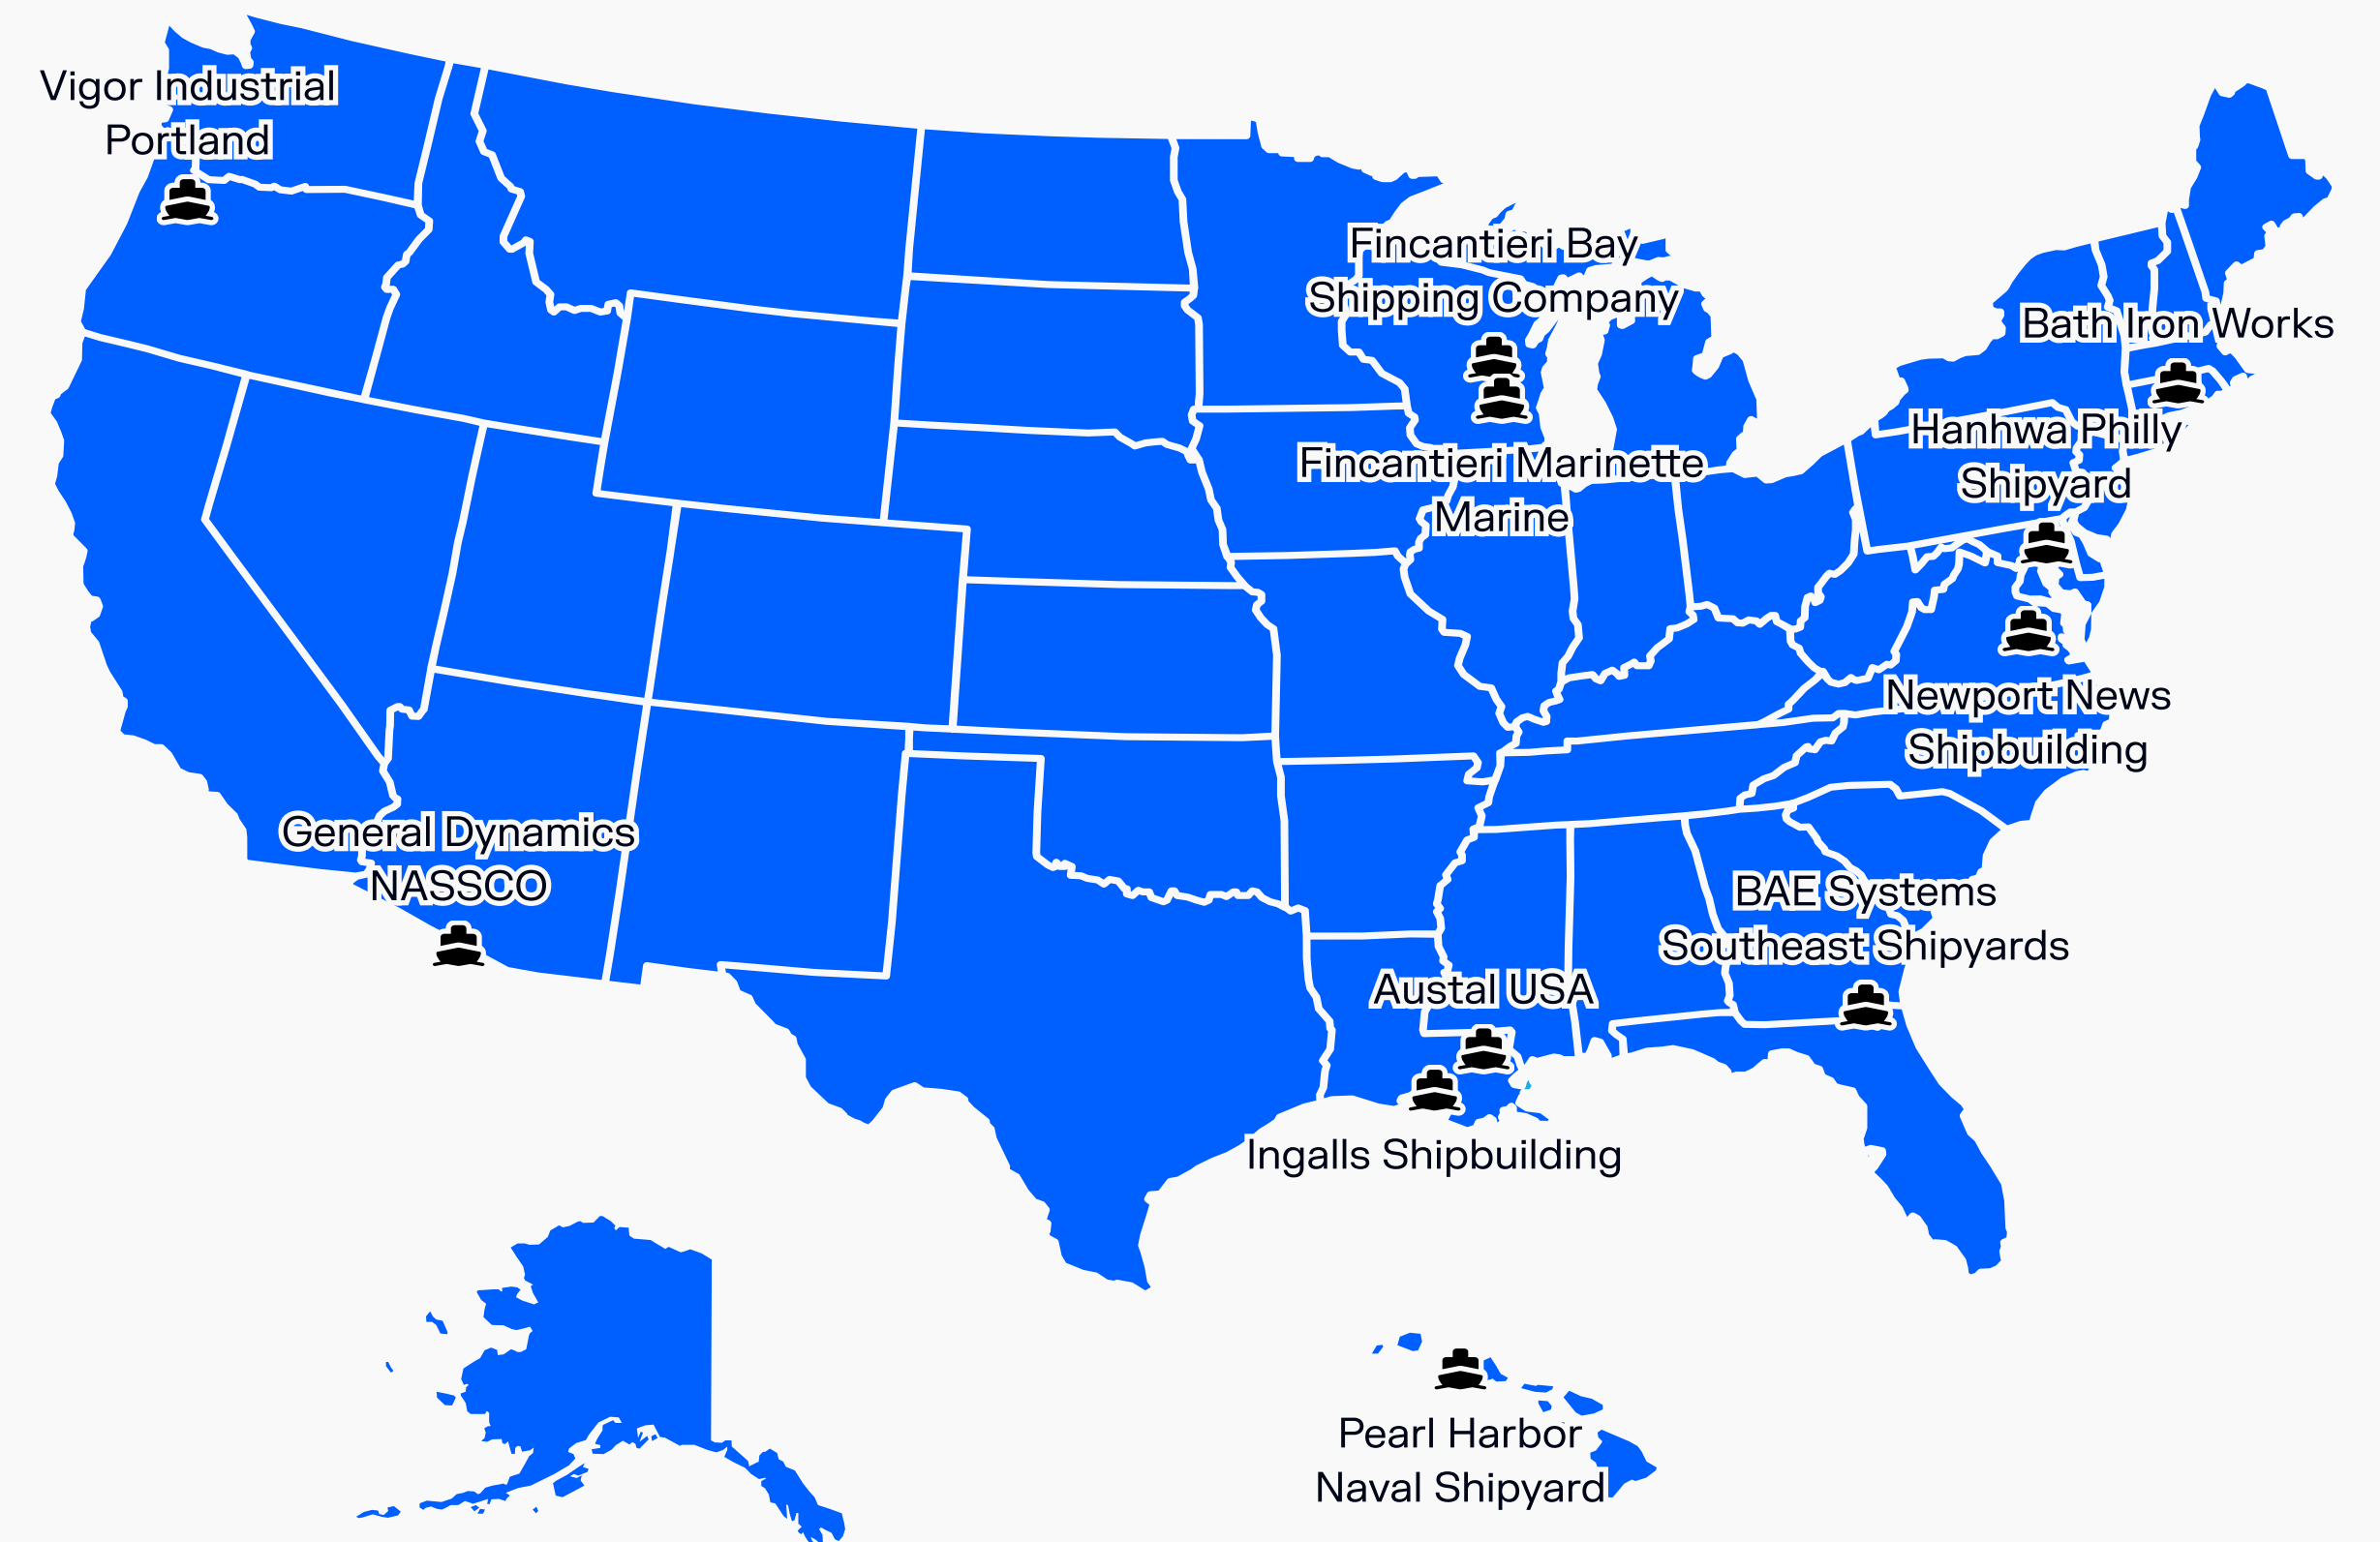 Vigor Industrial
Portland
Fincantieri Bay
Shipping Company
Bath Iron Works
Hanhwa Philly
Shipyard
Fincantieri Marinette
Marine
Newport News
Shipbuilding
General Dynamics
NASSCO
BAE Systems
Southeast Shipyards
Austal USA
Ingalls Shipbuilding
Pearl Harbor
Naval Shipyard